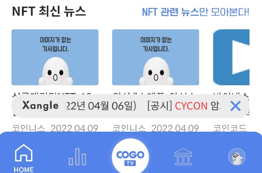 NFT 최신 뉴스
NFT 관련 뉴스만 모아본다!
이미지가 없는
기사입니다.
이미지가 없는
기사입니다.
Xangle
22년 04월 06일) [공시] CYCON 암
코인니스 2022.04.09
코인니스 2022.04.09
코인코드
HOME
COGO
TV